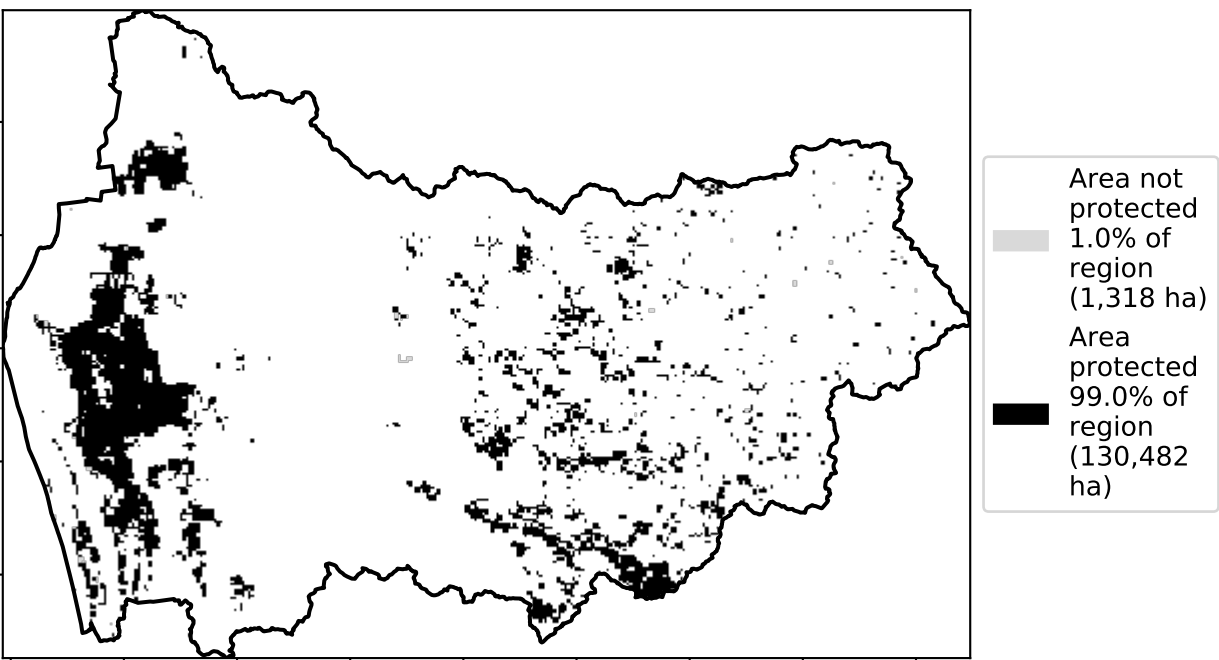 Area not
protected
1.0% of
region
(1,318 ha)
Area
protected
99.0% of
region
(130,482
ha)